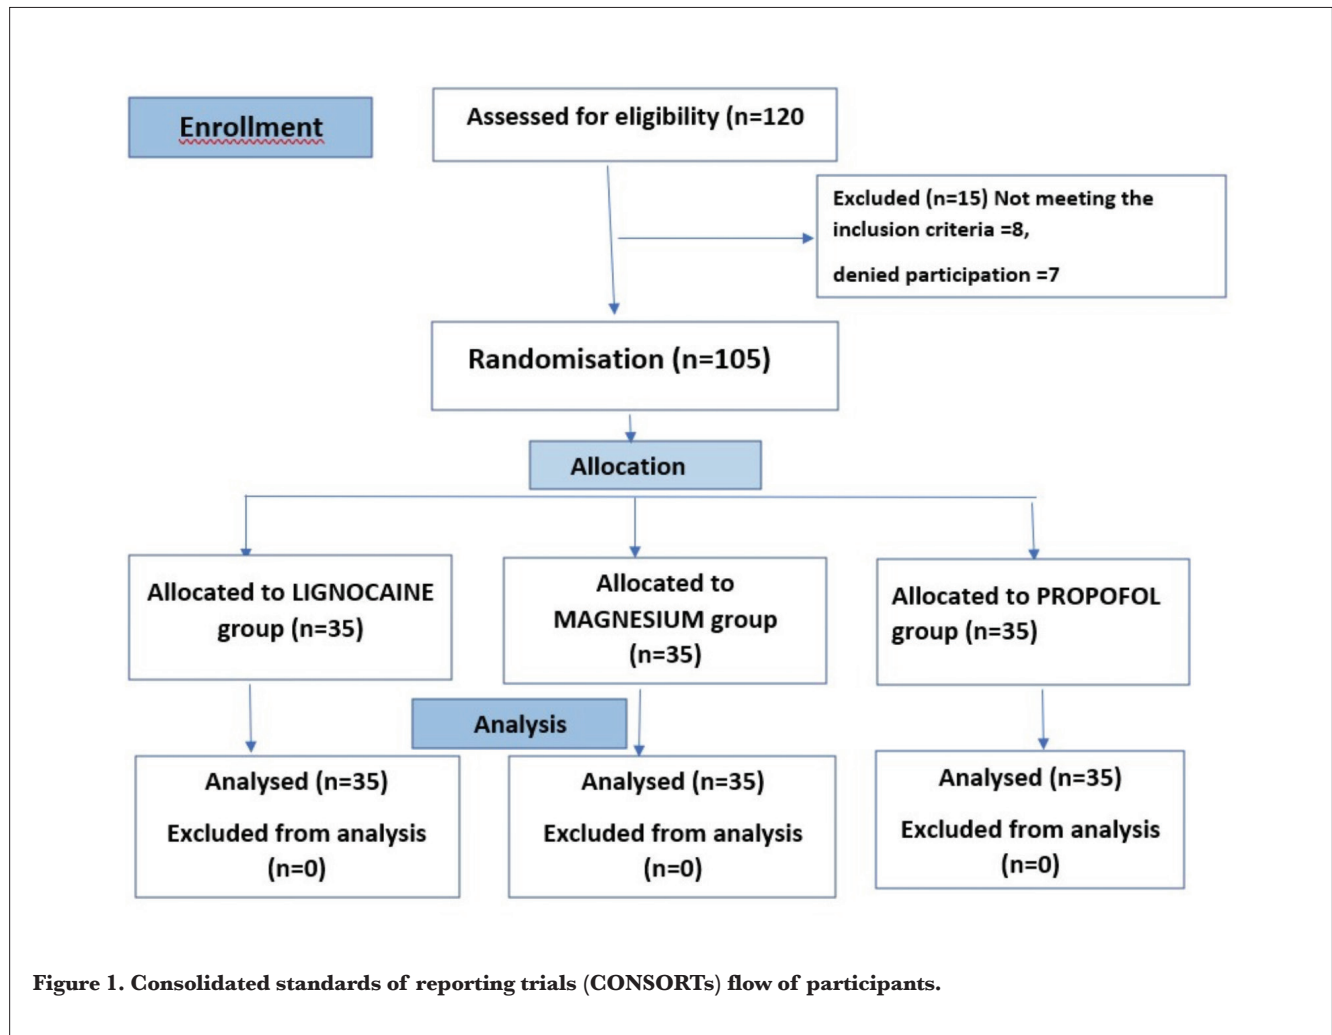 Enrollment
Assessed for eligibility (n=120
Excluded (n=15) Not meeting the
inclusion criteria =8,
denied participation =7
Randomisation (n=105)
Allocation
Allocated to LIGNOCAINE
group (n=35)
Allocated to
MAGNESIUM group
(n=35)
Allocated to PROPOFOL
group (n=35)
Analysis
Analysed (n=35)
Excluded from analysis
(n=0)
Analysed (n=35)
Excluded from analysis
(n=0)
Analysed (n=35)
Excluded from analysis
(n=0)
Figure 1. Consolidated standards of reporting trials (CONSORTs) flow of participants.